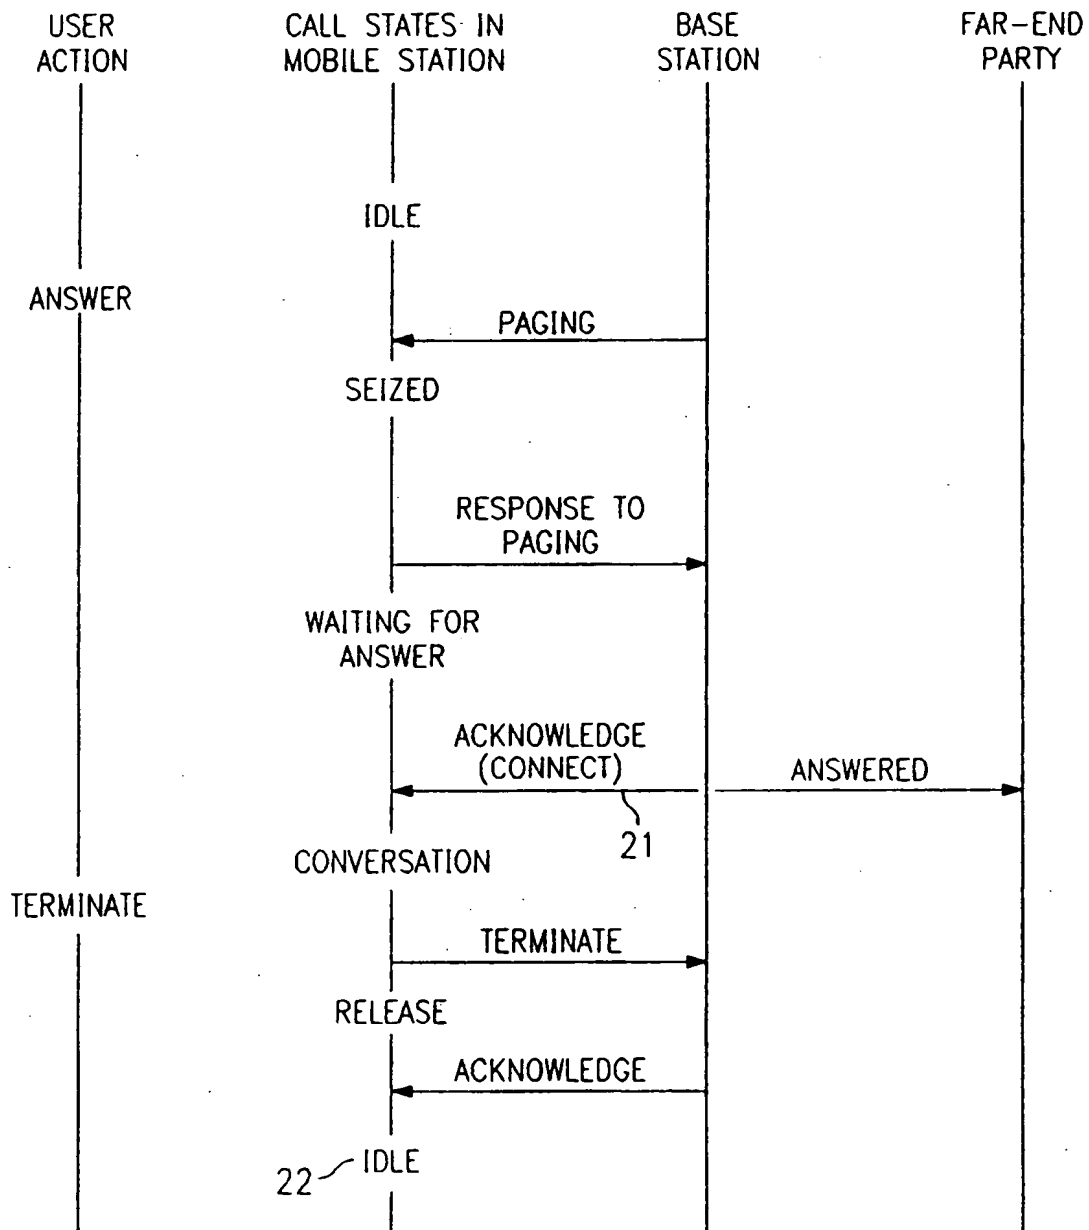 USER
ACTION
CALL STATES IN
MOBILE STATION
BASE
STATION
FAR-END
PARTY
IDLE
ANSWER
PAGING
SEIZED
RESPONSE TO
PAGING
WAITING FOR
ANSWER
ACKNOWLEDGE
(CONNECT)
ANSWERED
21
CONVERSATION
TERMINATE
TERMINATE
RELEASE
ACKNOWLEDGE
22
IDLE